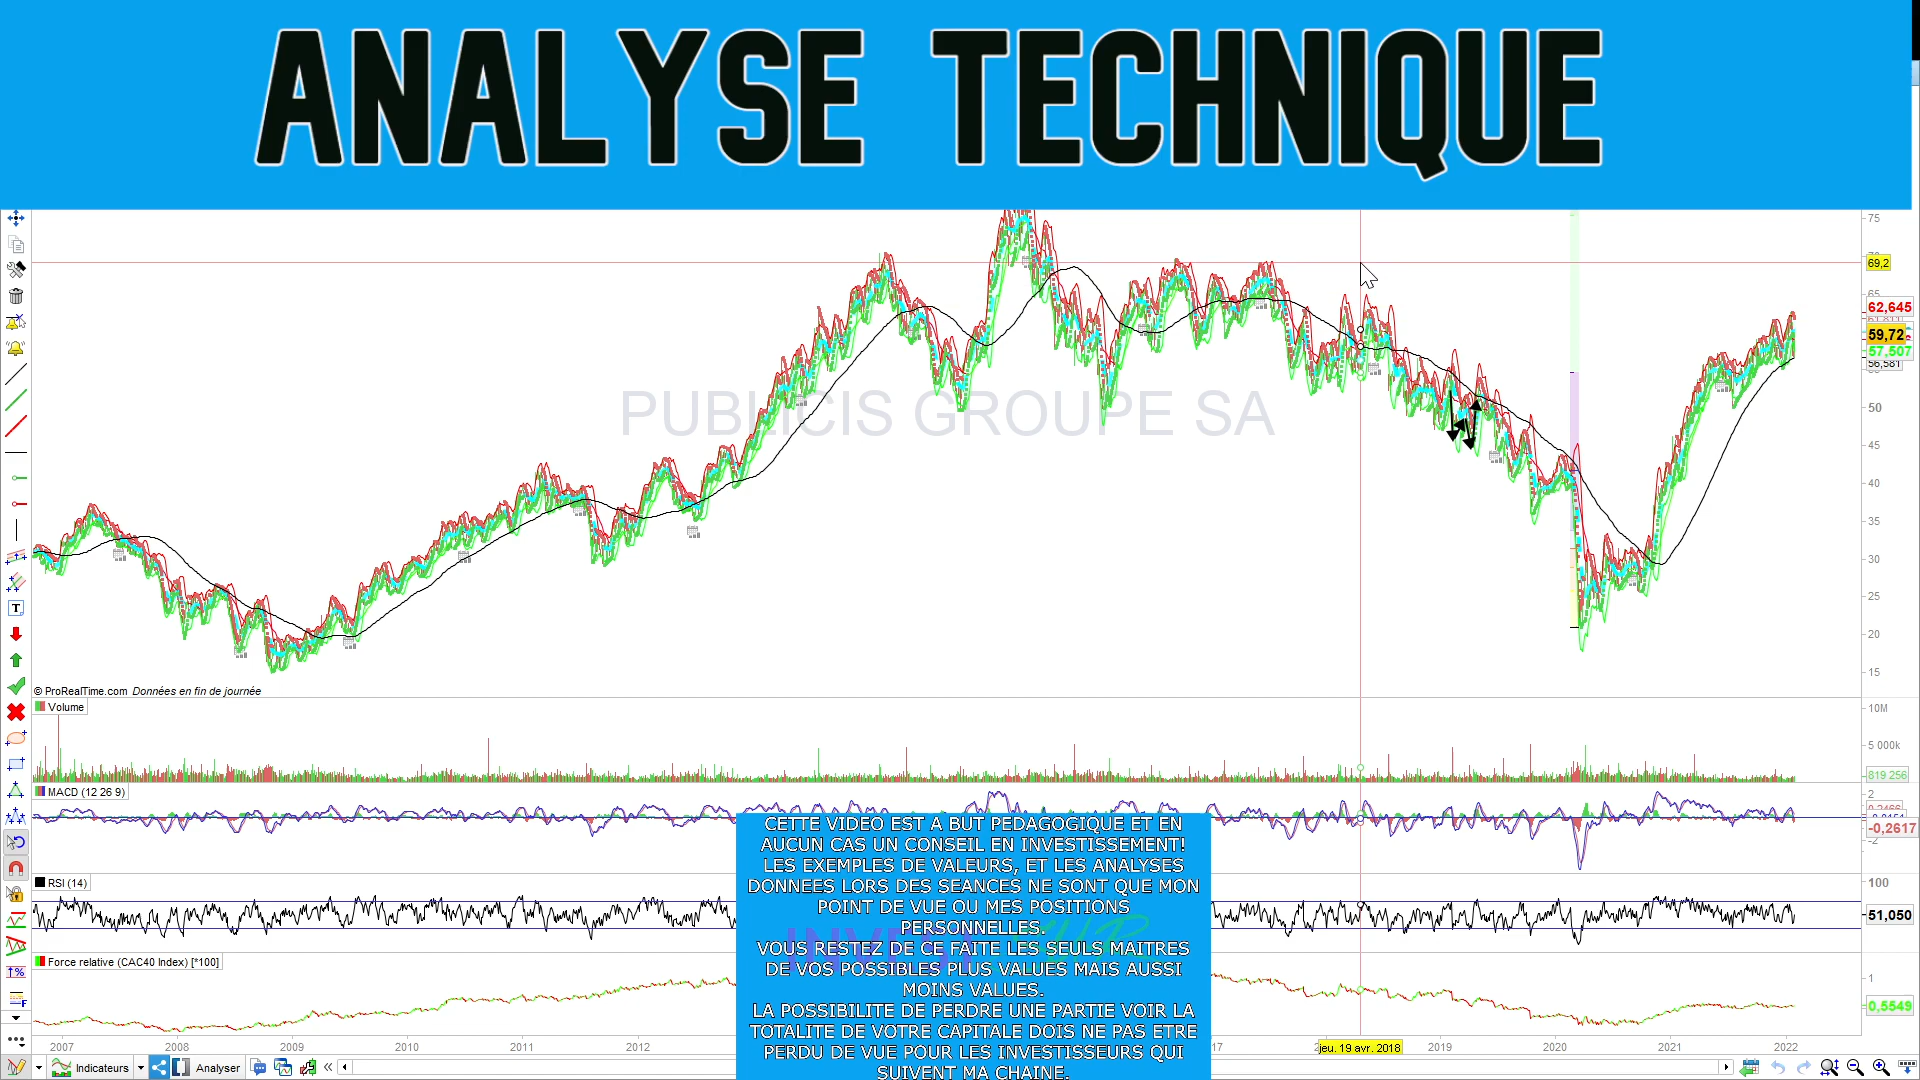 ANALYSE TECHNIQUE
75
69,2
65
62,645
59,72
57,507
56,581
PUBLICIS GROUPE SA
50
45
40
35
30
25
20
15
© ProRealTime.com Données en fin de journée
Volume
10M
5 000k
819 256
MACD (12 26 9)
2
-0,2617
-2
CETTE VIDEO EST A BUT PEDAGOGIQUE ET EN
AUCUN CAS UN CONSEIL EN INVESTISSEMENT!
LES EXEMPLES DE VALEURS, ET LES ANALYSES
DONNEES LORS DES SEANCES NE SONT QUE MON
POINT DE VUE OU MES POSITIONS
PERSONNELLES.
VOUS RESTEZ DE CE FAITE LES SEULS MAITRES
DE VOS POSSIBLES PLUS VALUES MAIS AUSSI
MOINS VALUES.
LA POSSIBILITE DE PERDRE UNE PARTIE VOIR LA
TOTALITE DE VOTRE CAPITALE DOIS NE PAS ETRE
PERDU DE VUE POUR LES INVESTISSEURS QUI
SUIVENT MA CHAINE.
RSI (14)
100
51,050
Force relative (CAC40 Index) [*100]
1
0,5549
2007
2008
2009
2010
2011
2012
17
jeu. 19 avr. 2018
2019
2020
2021
2022
Indicateurs
Analyser